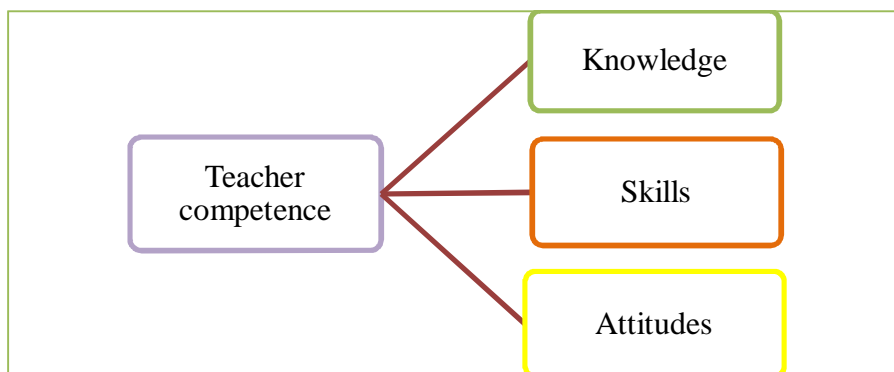 Knowledge
Teacher
competence
Skills
Attitudes